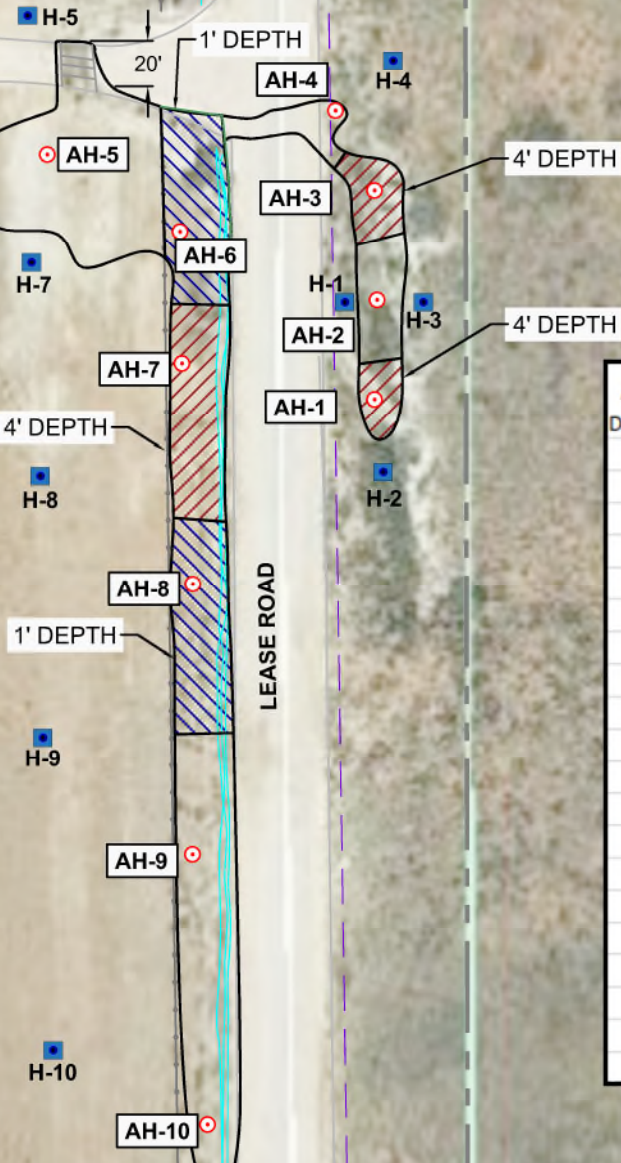 H-5
1' DEPTH
20'
AH-4
H-4
AH-5
4' DEPTH
AH-3
AH-6
H-7
H-1
H-3
AH-2
4' DEPTH
AH-7
AH-1
4' DEPTH
D
H-8
H-2
AH-8
LEASE ROAD
1' DEPTH
H-9
AH-9
H-10
AH-10